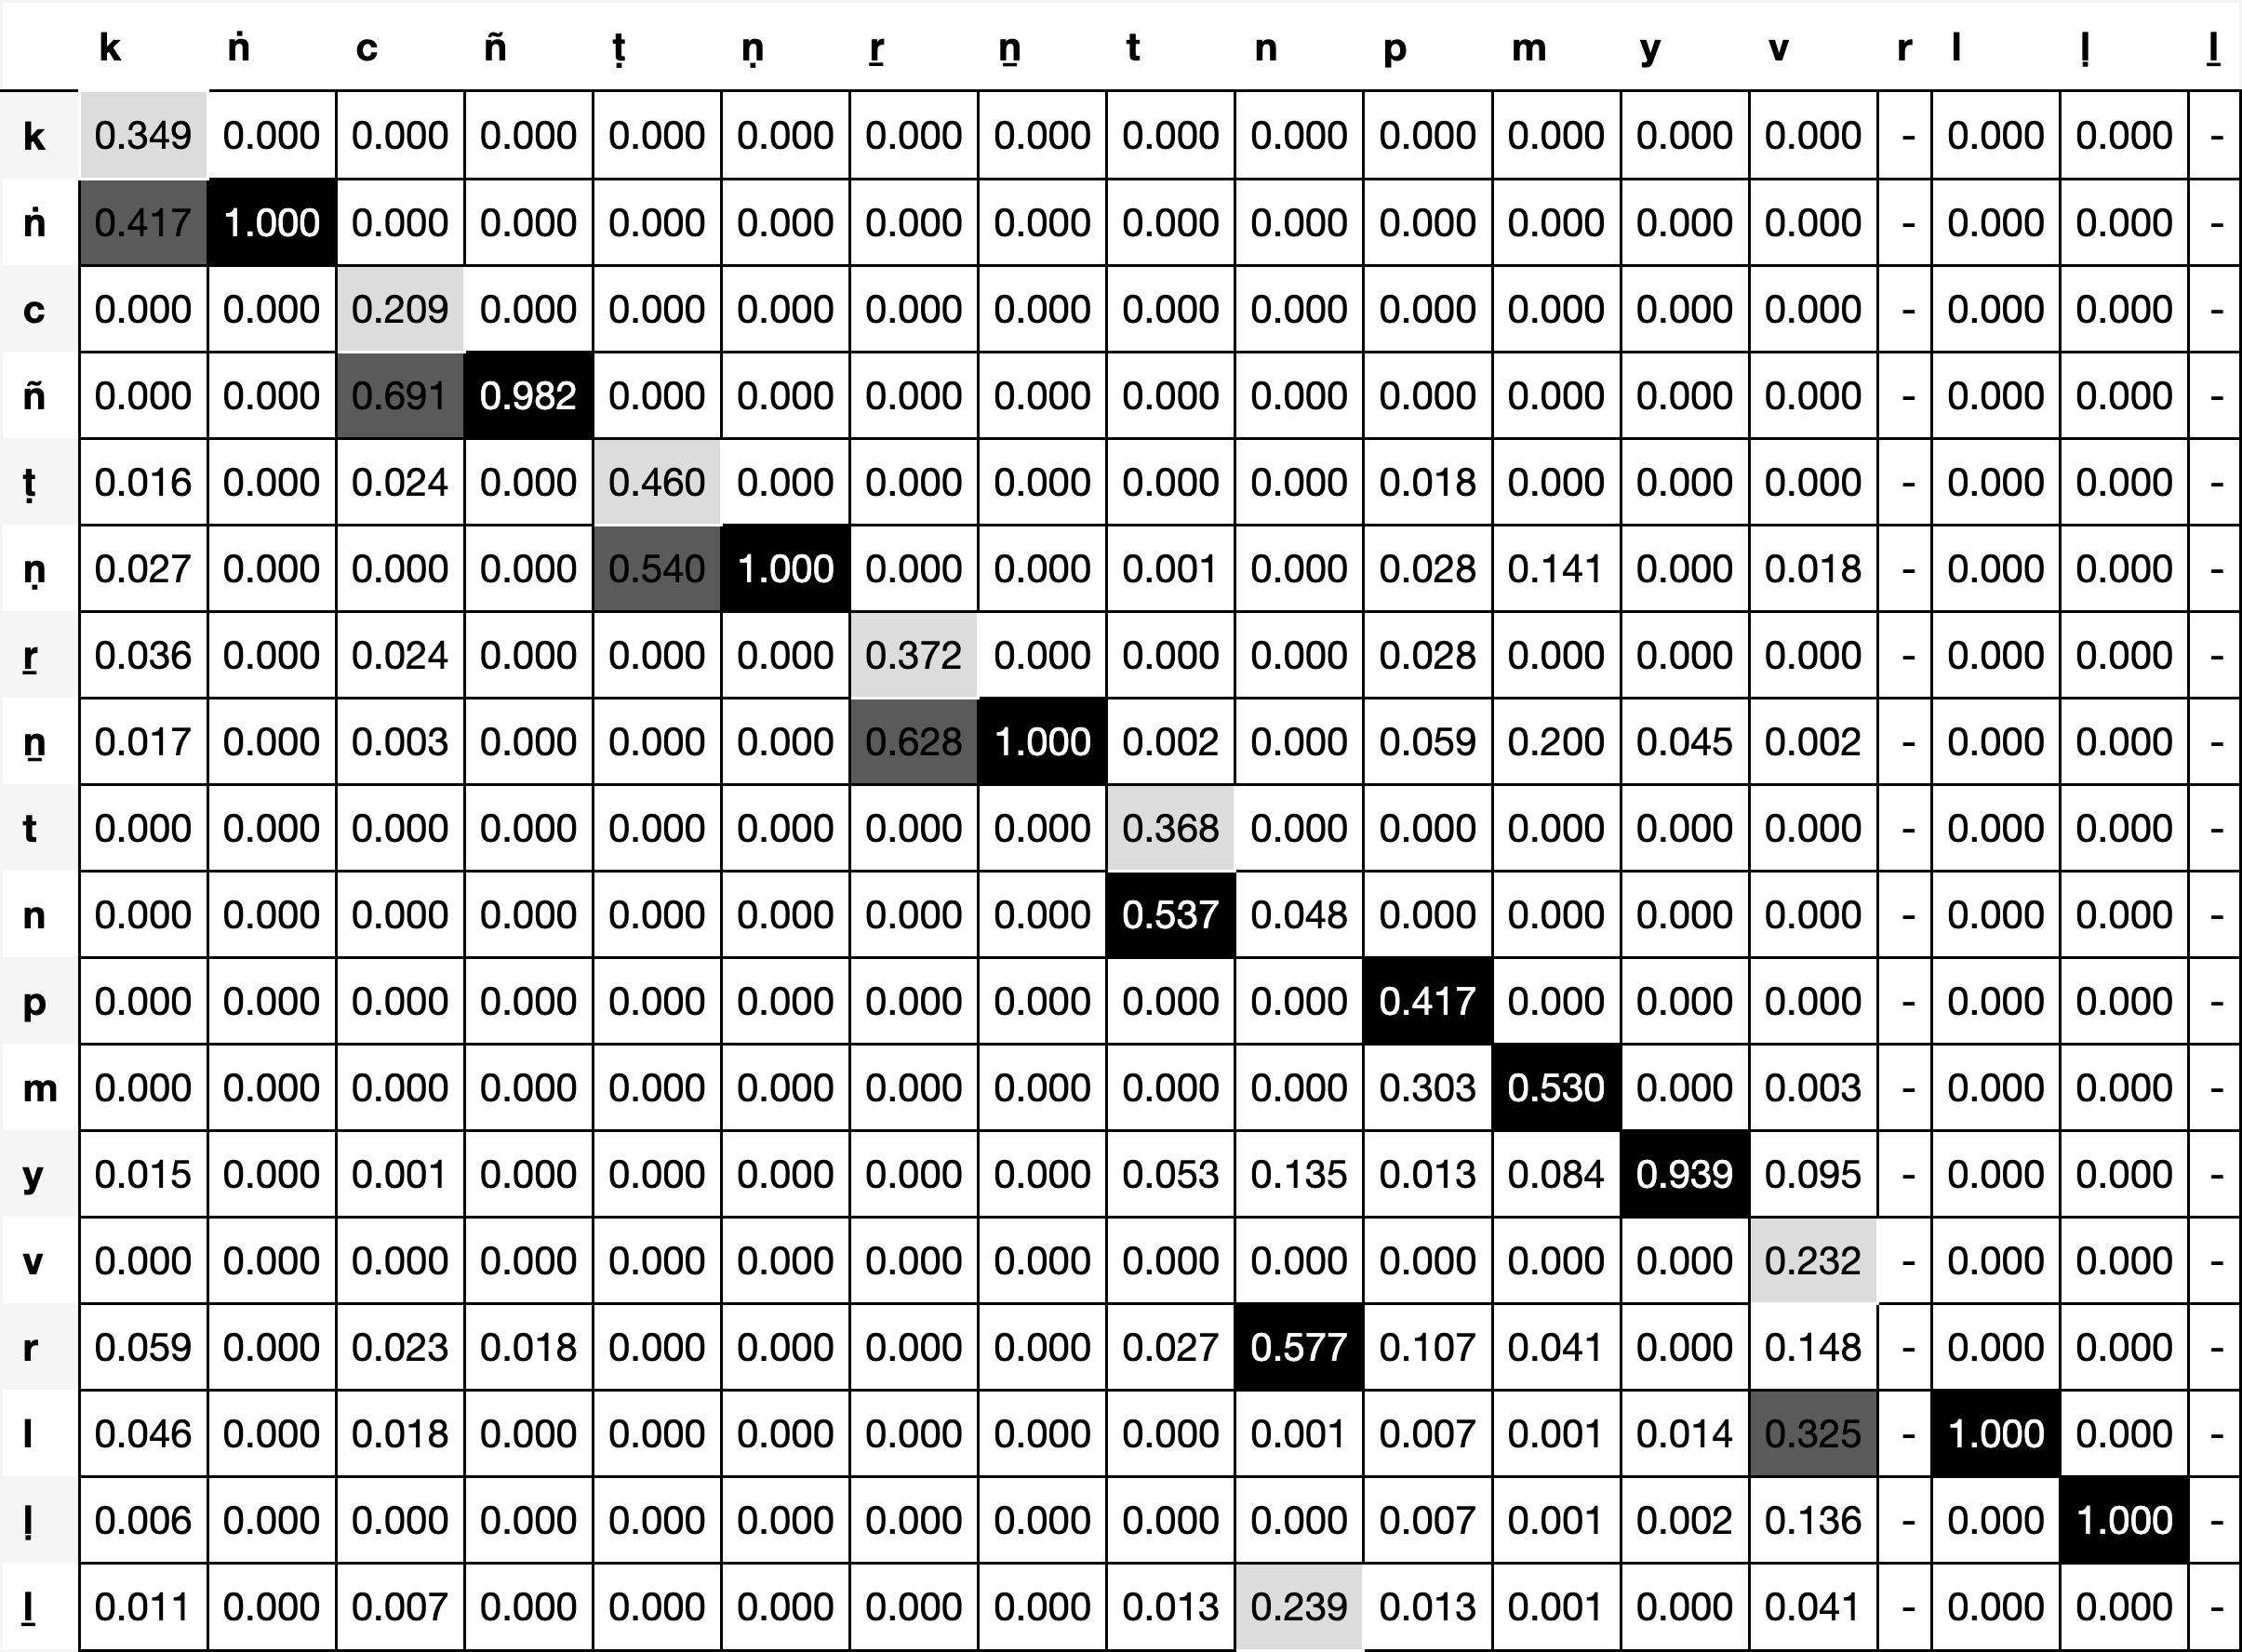 k ṅ c ñ ṭ ṇ ṟ ṉ t n p m y v r l ḷ ḻ
k 0.349 0.000 0.000 0.000 0.000 0.000 0.000 0.000 0.000 0.000 0.000 0.000 0.000 0.000 - 0.000 0.000 -
ṅ 0.417 1.000 0.000 0.000 0.000 0.000 0.000 0.000 0.000 0.000 0.000 0.000 0.000 0.000 - 0.000 0.000 -
c 0.000 0.000 0.209 0.000 0.000 0.000 0.000 0.000 0.000 0.000 0.000 0.000 0.000 0.000 - 0.000 0.000 -
ñ 0.000 0.000 0.691 0.982 0.000 0.000 0.000 0.000 0.000 0.000 0.000 0.000 0.000 0.000 - 0.000 0.000 -
ṭ 0.016 0.000 0.024 0.000 0.460 0.000 0.000 0.000 0.000 0.000 0.018 0.000 0.000 0.000 - 0.000 0.000 -
ṇ 0.027 0.000 0.000 0.000 0.540 1.000 0.000 0.000 0.001 0.000 0.028 0.141 0.000 0.018 - 0.000 0.000 -
ṟ 0.036 0.000 0.024 0.000 0.000 0.000 0.372 0.000 0.000 0.000 0.028 0.000 0.000 0.000 - 0.000 0.000 -
ṉ 0.017 0.000 0.003 0.000 0.000 0.000 0.628 1.000 0.002 0.000 0.059 0.200 0.045 0.002 - 0.000 0.000 -
t 0.000 0.000 0.000 0.000 0.000 0.000 0.000 0.000 0.368 0.000 0.000 0.000 0.000 0.000 - 0.000 0.000 -
n 0.000 0.000 0.000 0.000 0.000 0.000 0.000 0.000 0.537 0.048 0.000 0.000 0.000 0.000 - 0.000 0.000 -
p 0.000 0.000 0.000 0.000 0.000 0.000 0.000 0.000 0.000 0.000 0.417 0.000 0.000 0.000 - 0.000 0.000 -
m 0.000 0.000 0.000 0.000 0.000 0.000 0.000 0.000 0.000 0.000 0.303 0.530 0.000 0.003 - 0.000 0.000 -
y 0.015 0.000 0.001 0.000 0.000 0.000 0.000 0.000 0.053 0.135 0.013 0.084 0.939 0.095 - 0.000 0.000 -
v 0.000 0.000 0.000 0.000 0.000 0.000 0.000 0.000 0.000 0.000 0.000 0.000 0.000 0.232 - 0.000 0.000 -
r 0.059 0.000 0.023 0.018 0.000 0.000 0.000 0.000 0.027 0.577 0.107 0.041 0.000 0.148 - 0.000 0.000 -
l 0.046 0.000 0.018 0.000 0.000 0.000 0.000 0.000 0.000 0.001 0.007 0.001 0.014 0.325 - 1.000 0.000 -
ḷ 0.006 0.000 0.000 0.000 0.000 0.000 0.000 0.000 0.000 0.000 0.007 0.001 0.002 0.136 - 0.000 1.000 -
ḻ 0.011 0.000 0.007 0.000 0.000 0.000 0.000 0.000 0.013 0.239 0.013 0.001 0.000 0.041 - 0.000 0.000 -